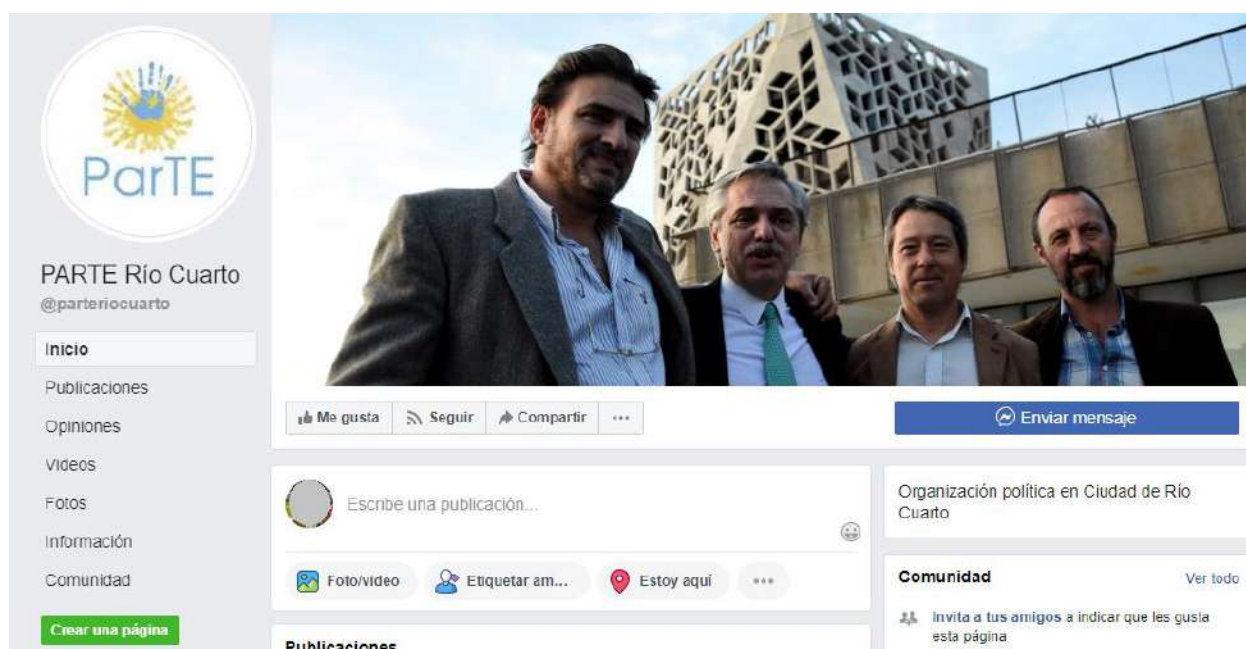 ParTE
PARTE Río Cuarto
@parteriocuarto
Inicio
Publicaciones
Opiniones
Videos
Fotos
Información
Comunidad
Crear una página
Me gusta
Seguir
Compartir
Enviar mensaje
Escribe una publicación...
Foto/video
Etiquetar am...
Estoy aquí
Publicaciones
Organización política en Ciudad de Río
Cuarto
Comunidad
Ver todo
Invita a tus amigos a indicar que les gusta
esta página